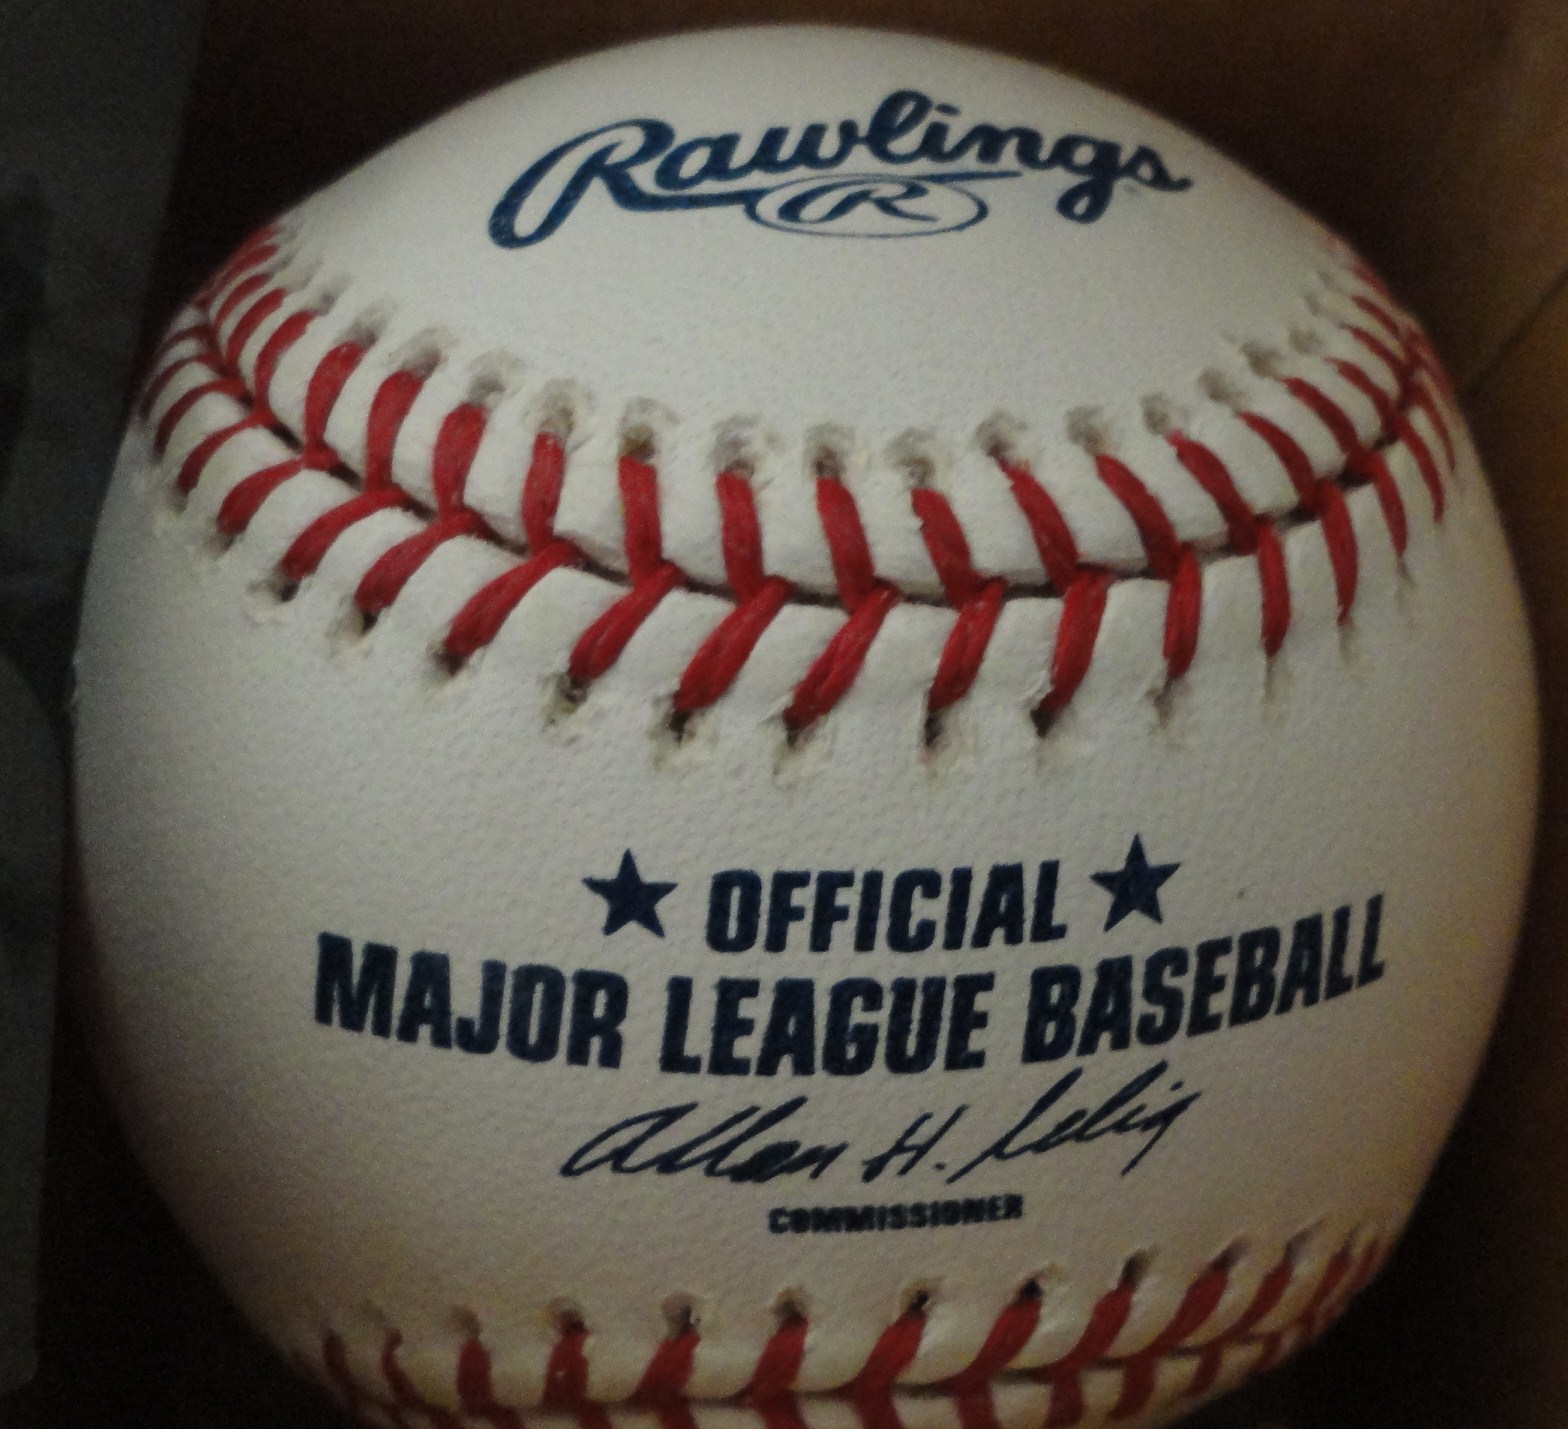 Rawlings
R
OFFICIAL
MAJOR LEAGUE BASEBALL
Allan H. Selig
COMMISSIONER